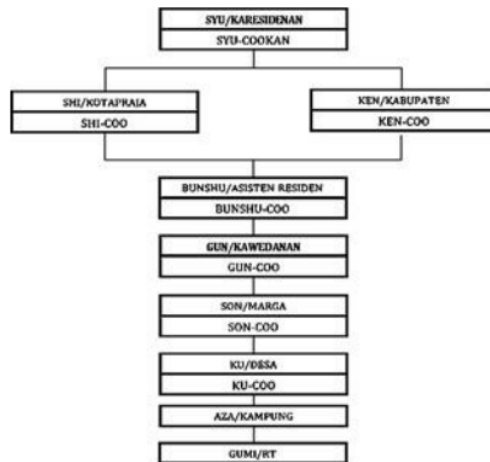 SYU/KARESIDENAN
SYU-COOKAN
SHI/KOTAPRAJA
SHI-COO
KEN/KABUPATEN
KEN-COO
BUNSHU/ASISTEN RESIDEN
BUNSHU-COO
GUN/KAWEDANAN
GUN-COO
SON/MARGA
SON-COO
KU/DESA
KU-COO
AZA/KAMPUNG
GUMI/RT